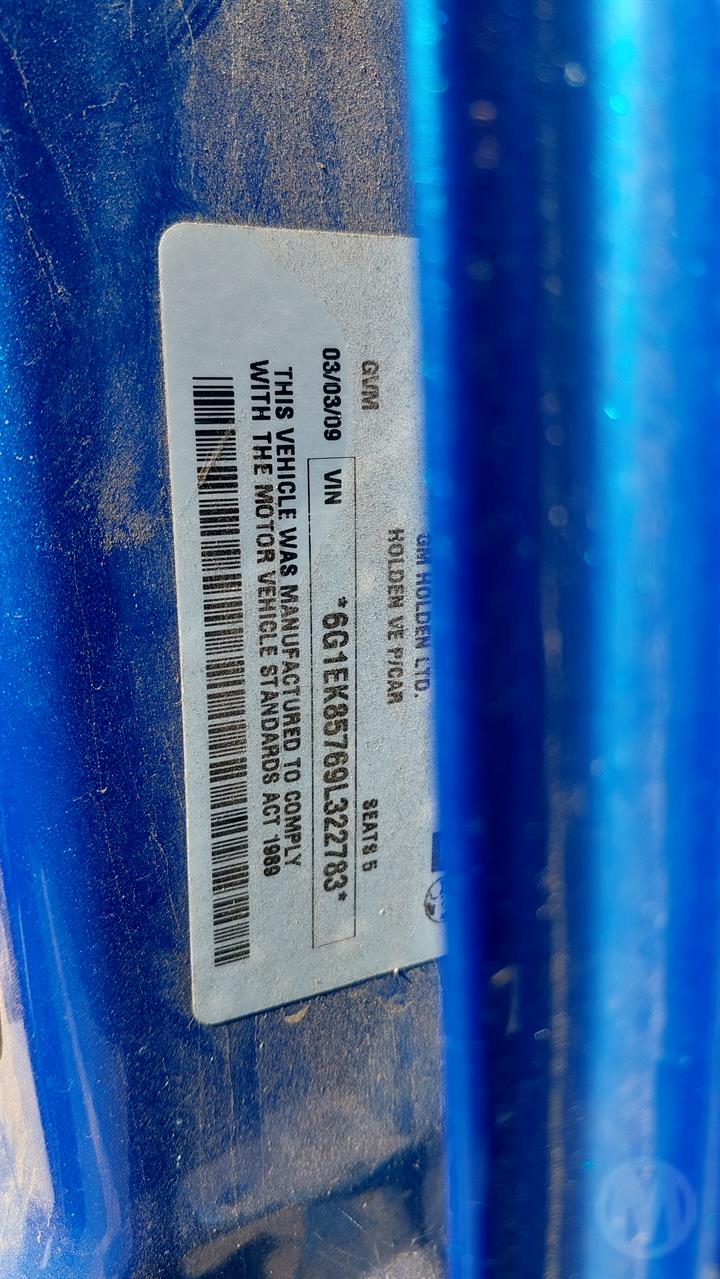 GM HOLDEN LTD.
HOLDEN VE P/CAR
GVM SEATS 5
03/03/09 VIN *6G1EK85769L322783*
THIS VEHICLE WAS MANUFACTURED TO COMPLY
WITH THE MOTOR VEHICLE STANDARDS ACT 1989
M